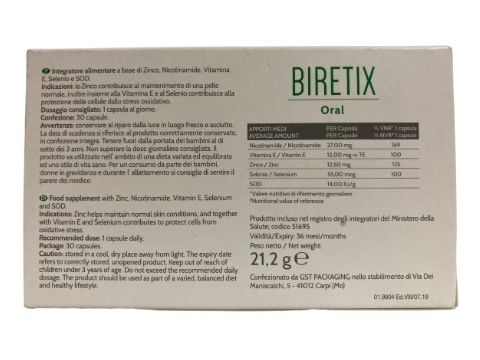 Integratore alimentare a base di Zinco, Nicotinamide, Vitamina
E, Selenio e SOD.
Indicazioni: lo Zinco contribuisce al mantenimento di una pelle
normale, inoltre insieme alla Vitamina E e al Selenio contribuisce alla
protezione delle cellule dallo stress ossidativo.
Dosaggio consigliato: 1 capsula al giorno.
Confezione: 30 capsule.
Avvertenze: conservare al riparo dalla luce in luogo fresco e asciutto.
La data di scadenza si riferisce al prodotto correttamente conservato,
in confezione integra. Tenere fuori dalla portata dei bambini al di
sotto dei 3 anni. Non superare la dose giornaliera consigliata. Il
prodotto va utilizzato nell'ambito di una dieta variata ed equilibrata
ed uno stile di vita sano. Per un consumo da parte dei bambini,
donne in gravidanza e durante l'allattamento si consiglia di sentire il
parere del medico.
Food supplement with Zinc, Nicotinamide, Vitamin E, Selenium
and SOD.
Indications: Zinc helps maintain normal skin conditions, and together
with Vitamin E and Selenium contributes to protect cells from
oxidative stress.
Recommended dose: 1 capsule daily.
Package: 30 capsules.
Caution: stored in a cool, dry place away from light. The expiry date
refers to correctly stored, unopened product. Keep out of reach of
children under 3 years of age. Do not exceed the recommended daily
dosage. The product should be used as part of a varied, balanced diet
and healthy lifestyle.
BIRETIX
Oral
APPORTI MEDI PER Capsula % VNR* 1 capsula
AVERAGE AMOUNT PER Capsule % NVR* 1 capsule
Nicotinamide / Nicotinamide 27,00 mg 169
Vitamina E / Vitamin E 12,00 mg α-TE 100
Zinco / Zinc 12,50 mg 125
Selenio / Selenium 55,00 mcg 100
SOD 14,00 IU/g
*Valore nutritivo di riferimento giornaliero
*Nutritional value of reference
Prodotto incluso nel registro degli integratori del Ministero della
Salute; codice 51695
Validità/Expiry: 36 mesi/months
Peso netto / Net weight:
21,2 g ℮
Confezionato da GST PACKAGING nello stabilimento di Via Dei
Maniscalchi, 5 - 41012 Carpi (Mo)
01.9904 Ed.VIII/07.19